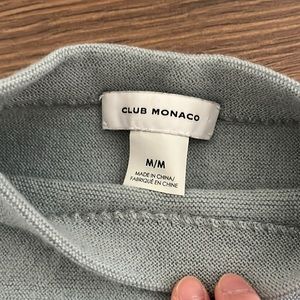 CLUB MONACO
M/M
MADE IN CHINA/
FABRIQUÉ EN CHINE